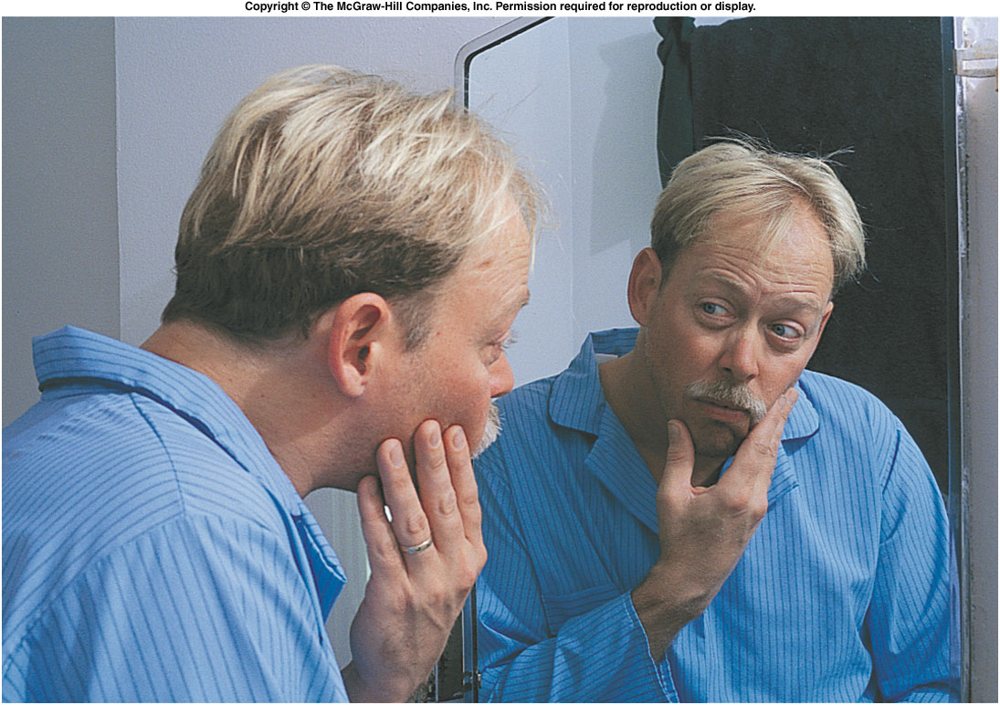 Copyright © The McGraw-Hill Companies, Inc. Permission required for reproduction or display.